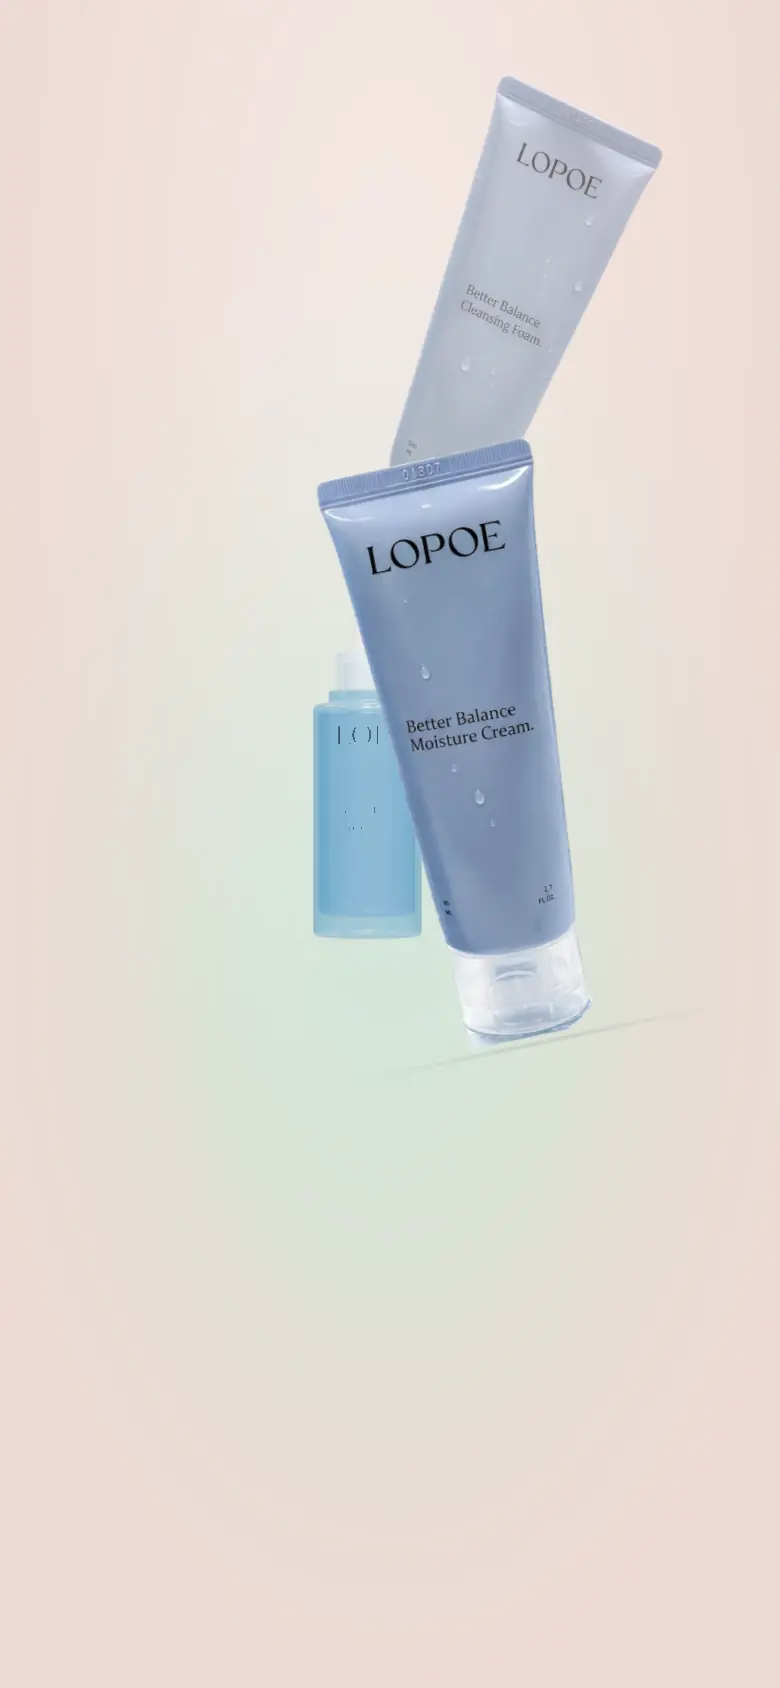 LOPOE
Better Balance
Cleansing Foam.
01307
LOPOE
Better Balance
Moisture Cream.
2.7
FL.OZ.